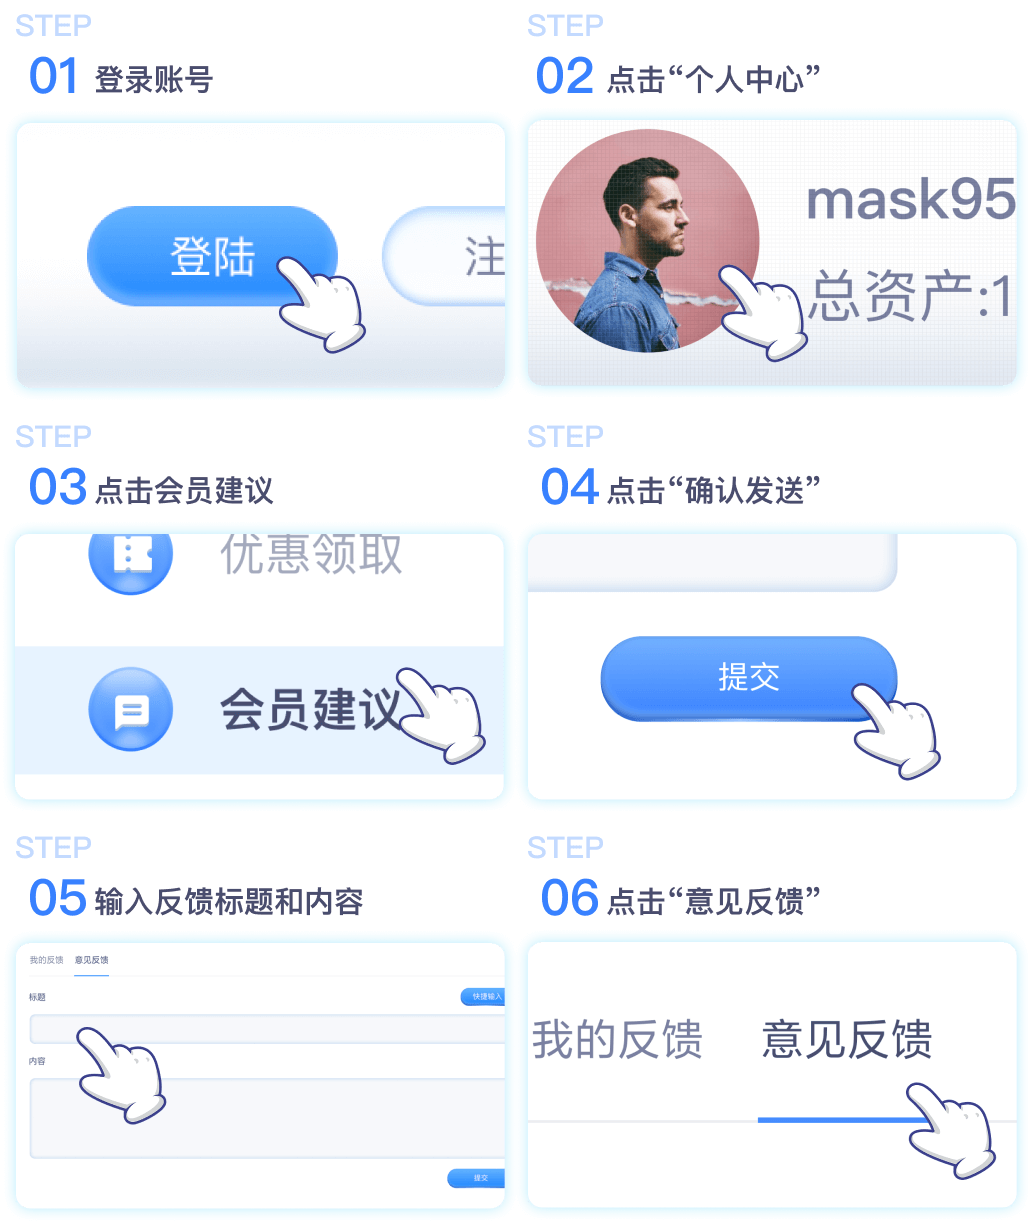 STEP
01 登录账号
登陆
注
STEP
02 点击“个人中心”
mask95
总资产:1
STEP
03 点击会员建议
优惠领取
会员建议
STEP
04 点击“确认发送”
提交
STEP
05 输入反馈标题和内容
我的反馈 意见反馈
标题
快捷输入
内容
提交
STEP
06 点击“意见反馈”
我的反馈 意见反馈